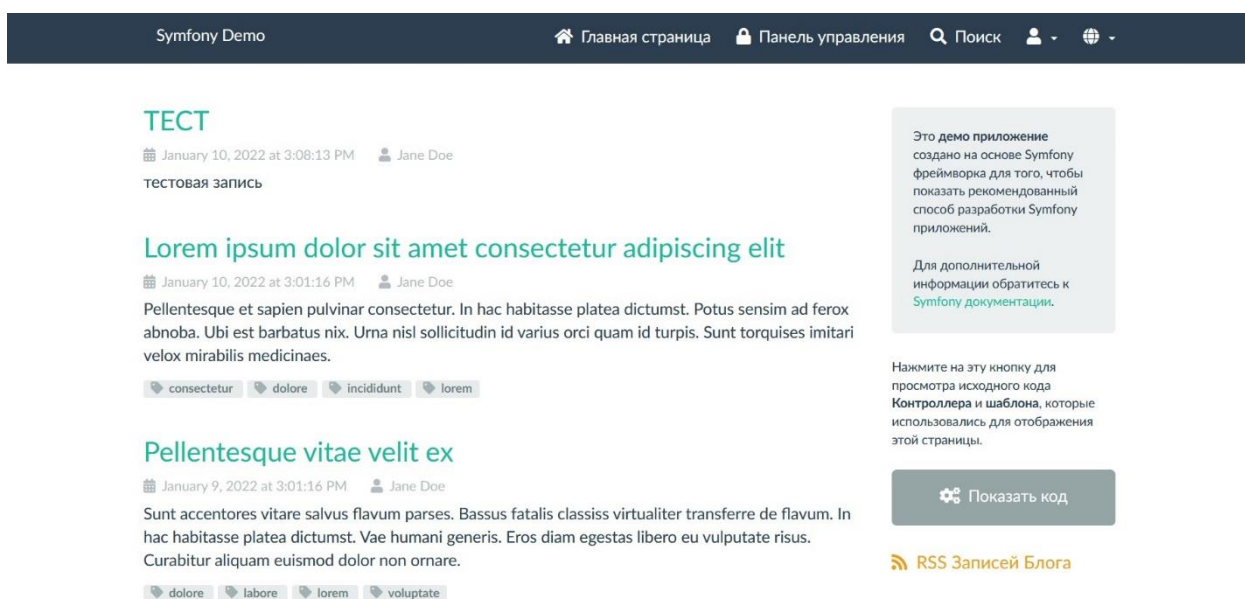 Symfony Demo
Главная страница
Панель управления
Поиск
ТЕСТ
January 10, 2022 at 3:08:13 PM Jane Doe
тестовая запись
Lorem ipsum dolor sit amet consectetur adipiscing elit
January 10, 2022 at 3:01:16 PM Jane Doe
Pellentesque et sapien pulvinar consectetur. In hac habitasse platea dictumst. Potus sensim ad ferox
abnoba. Ubi est barbatus nix. Urna nisl sollicitudin id varius orci quam id turpis. Sunt torquises imitari
velox mirabilis medicinaes.
consectetur dolore incididunt lorem
Pellentesque vitae velit ex
January 9, 2022 at 3:01:16 PM Jane Doe
Sunt accentores vitare salvus flavum parses. Bassus fatalis classiss virtualiter transferre de flavum. In
hac habitasse platea dictumst. Vae humani generis. Eros diam egestas libero eu vulputate risus.
Curabitur aliquam euismod dolor non ornare.
dolore labore lorem voluptate
Это демо приложение
создано на основе Symfony
фреймворка для того, чтобы
показать рекомендованный
способ разработки Symfony
приложений.
Для дополнительной
информации обратитесь к
Symfony документации.
Нажмите на эту кнопку для
просмотра исходного кода
Контроллера и шаблона, которые
использовались для отображения
этой страницы.
Показать код
RSS Записей Блога